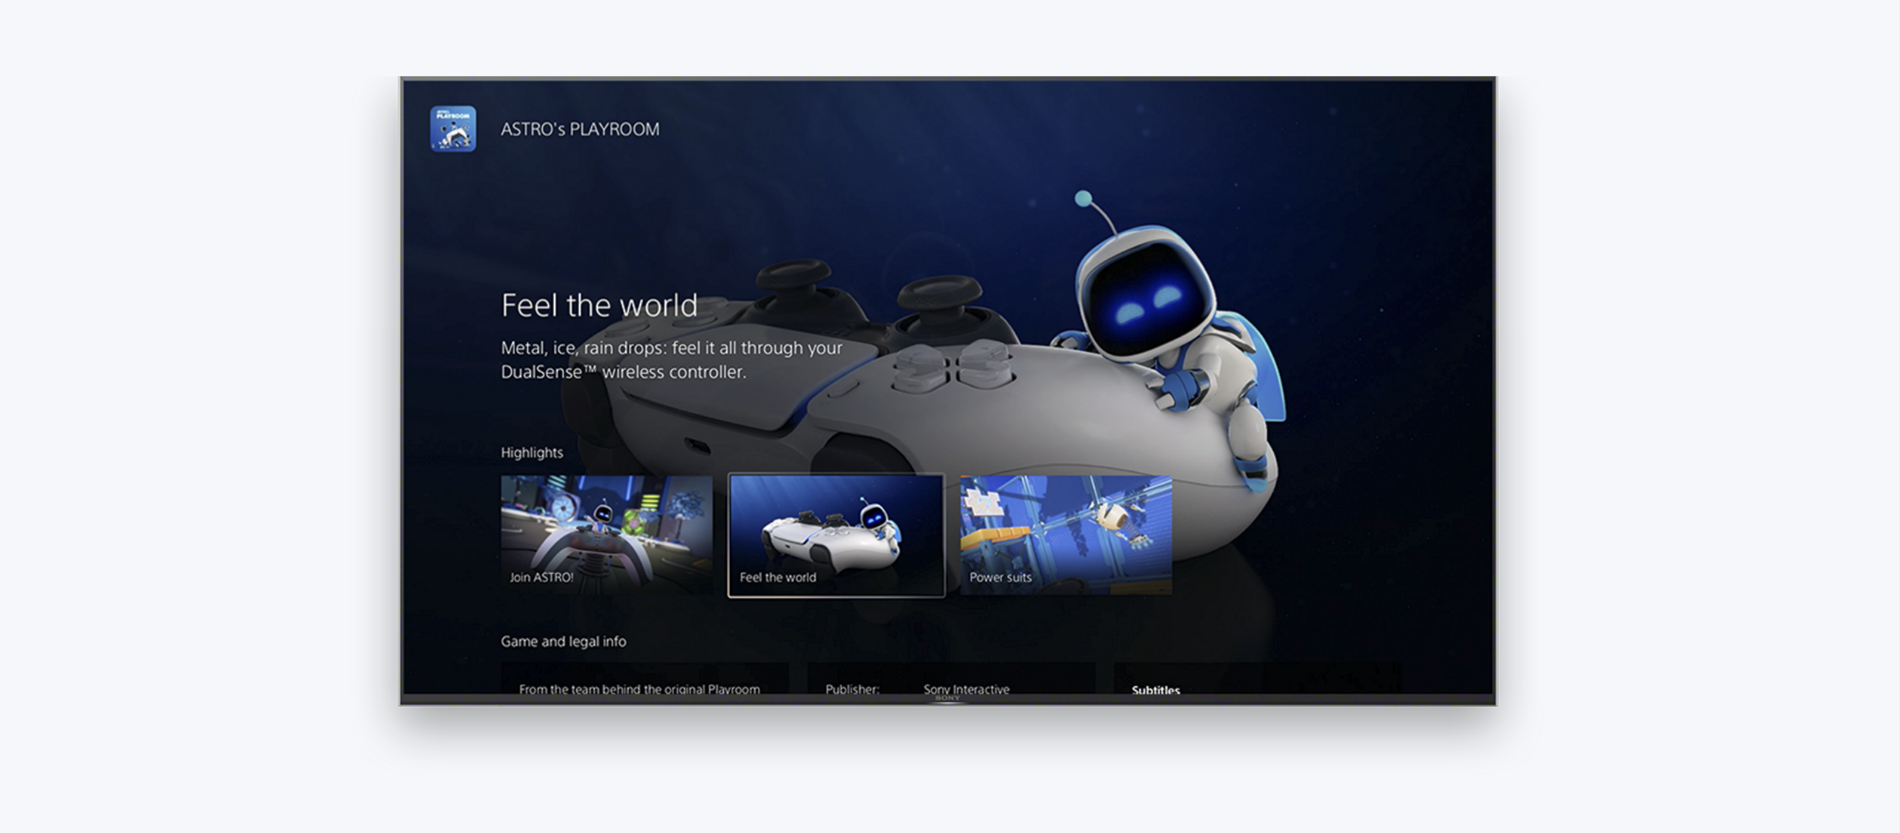 ASTRO's PLAYROOM
PLAYROOM
Feel the world
Metal, ice, rain drops: feel it all through your
DualSense™ wireless controller.
Highlights
Join ASTRO!
Feel the world
Power suits
Game and legal info
From the team behind the original Playroom
Publisher:
Sony Interactive
Subtitles
SONY